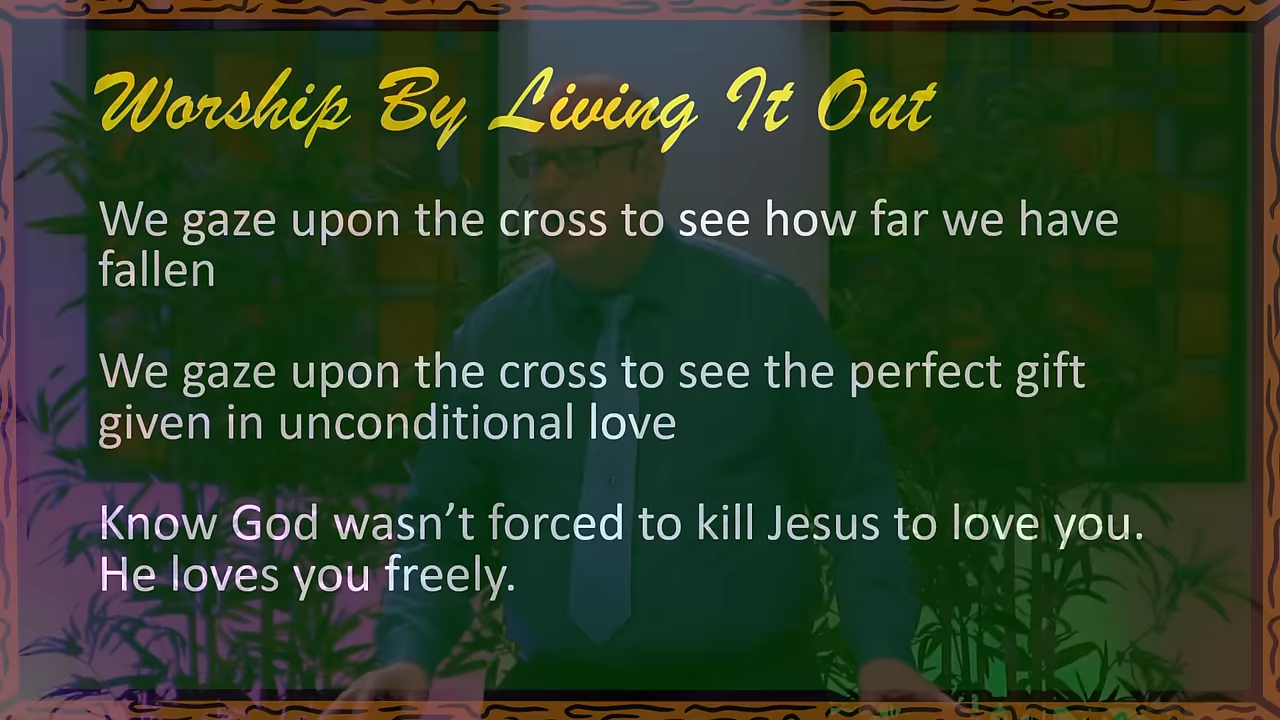 Worship By Living It Out
We gaze upon the cross to see how far we have
fallen
We gaze upon the cross to see the perfect gift
given in unconditional love
Know God wasn’t forced to kill Jesus to love you.
He loves you freely.